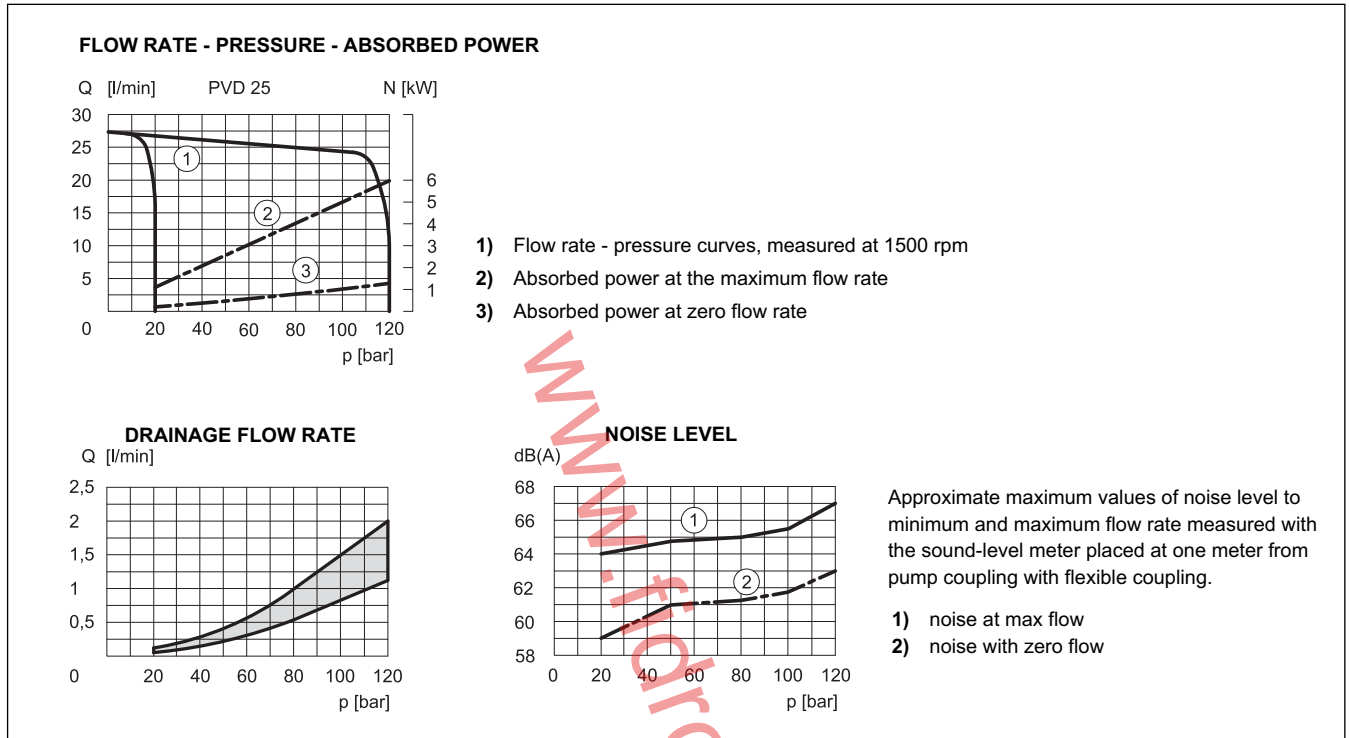 FLOW RATE - PRESSURE - ABSORBED POWER
Q [l/min] PVD 25 N [kW]
30
25
20
15
10
5
0
6
5
4
3
2
1
1
2
3
20 40 60 80 100 120
p [bar]
1) Flow rate - pressure curves, measured at 1500 rpm
2) Absorbed power at the maximum flow rate
3) Absorbed power at zero flow rate
DRAINAGE FLOW RATE
Q [l/min]
2,5
2
1,5
1
0,5
0 20 40 60 80 100 120
p [bar]
NOISE LEVEL
dB(A)
68
66
64
62
60
58
1
2
0 20 40 60 80 100 120
p [bar]
Approximate maximum values of noise level to
minimum and maximum flow rate measured with
the sound-level meter placed at one meter from
pump coupling with flexible coupling.
1) noise at max flow
2) noise with zero flow
www.fidro